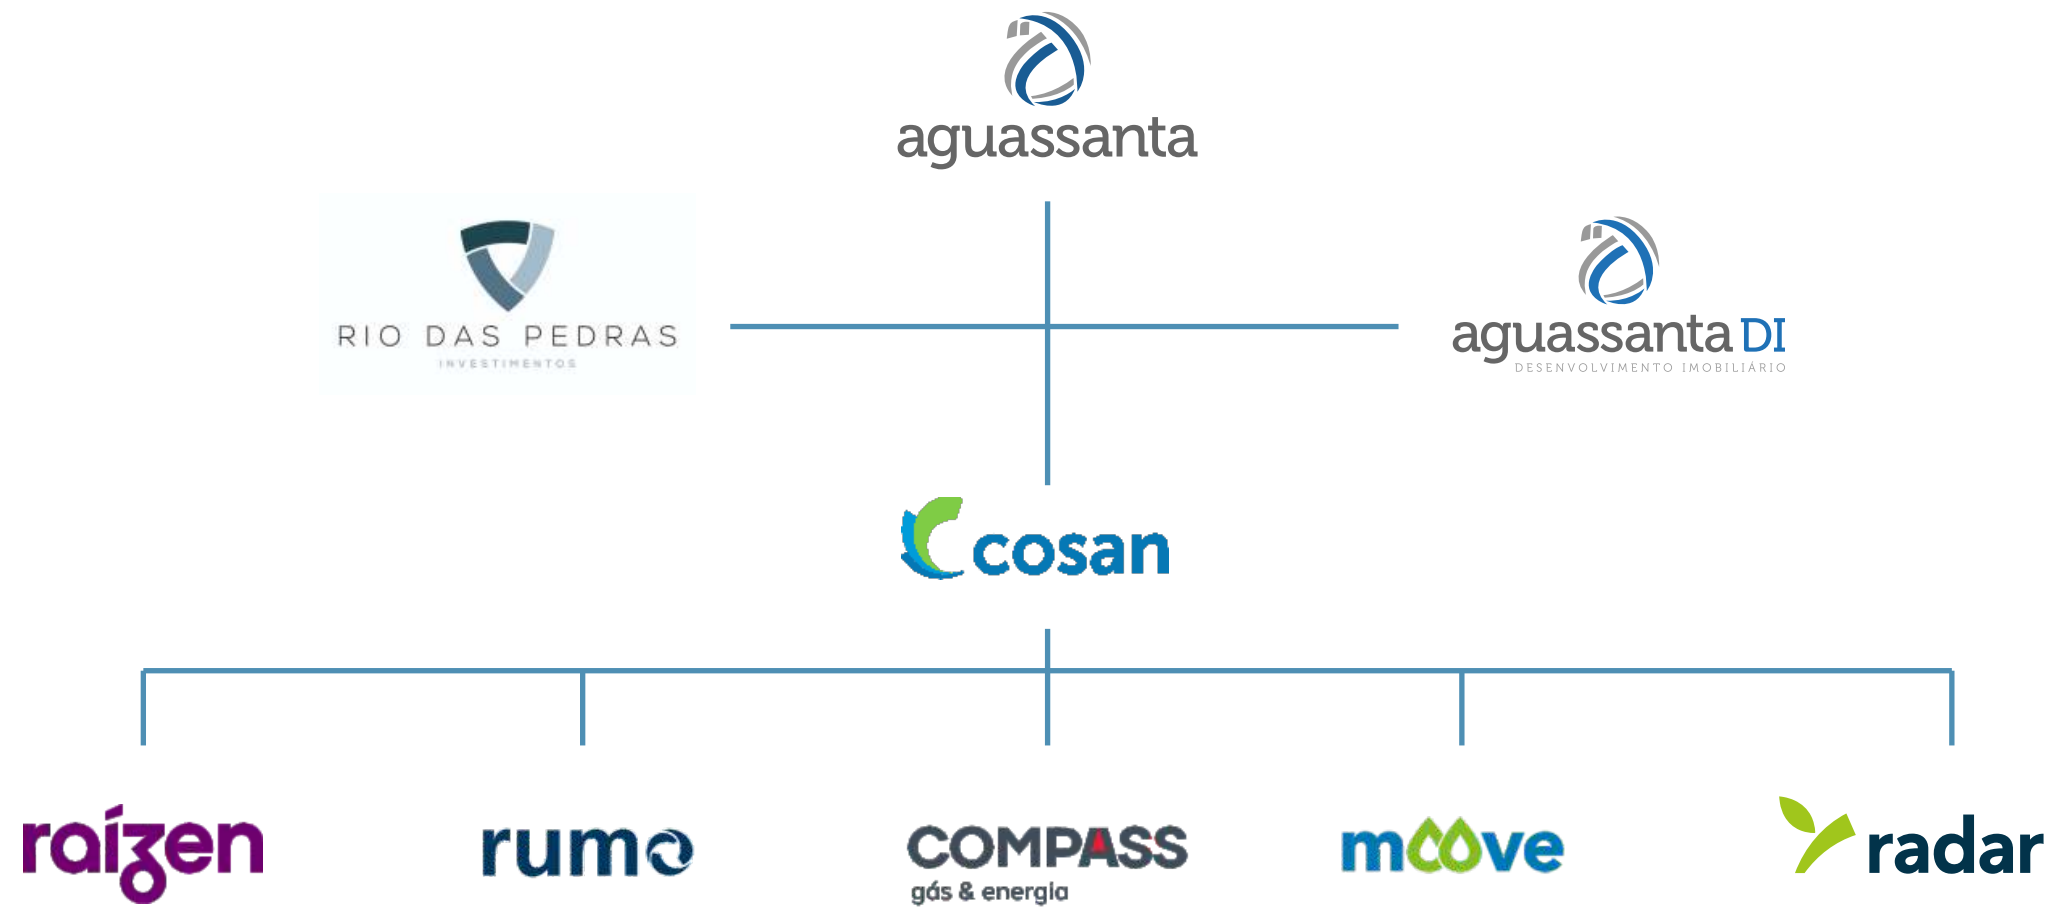 aguassanta
RIO DAS PEDRAS
INVESTIMENTOS
aguassanta DI
DESENVOLVIMENTO IMOBILIÁRIO
cosan
raízen
rumo
COMPASS
gás & energia
moove
radar